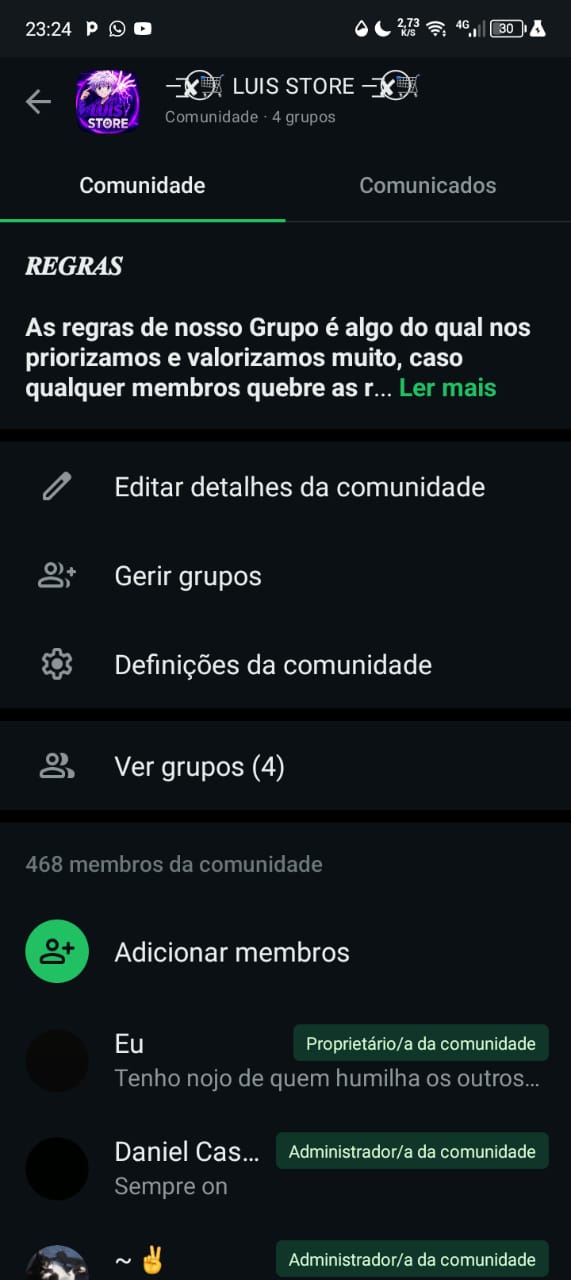 23:24
2,73
K/S
4G
30
LUIS STORE
Comunidade · 4 grupos
LUIS
STORE
Comunidade
Comunicados
REGRAS
As regras de nosso Grupo é algo do qual nos
priorizamos e valorizamos muito, caso
qualquer membros quebre as r... Ler mais
Editar detalhes da comunidade
Gerir grupos
Definições da comunidade
Ver grupos (4)
468 membros da comunidade
Adicionar membros
Eu
Proprietário/a da comunidade
Tenho nojo de quem humilha os outros...
Daniel Cas...
Administrador/a da comunidade
Sempre on
~ ✌
Administrador/a da comunidade